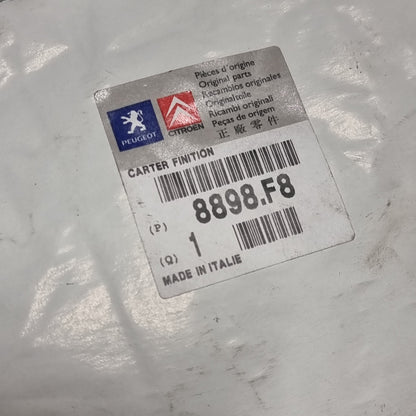 Pièces d'origine
Original parts
Ricambios originales
Originalteile
Ricambi originali
Peças de origem
正廠零件
PEUGEOT
CITROËN
CARTER FINITION
(P) 8898.F8
(Q) 1
MADE IN ITALIE